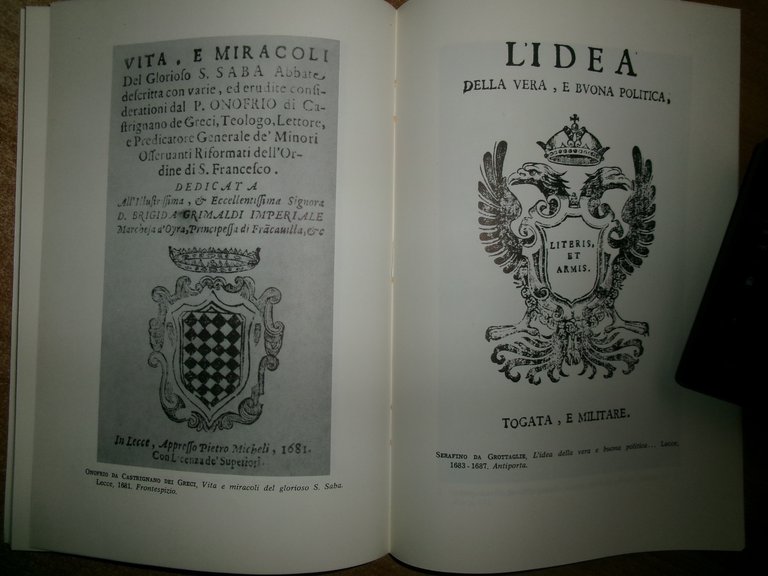 VITA, E MIRACOLI
Del Glorioso S. SABA Abbate,
descritta con varie, ed erudite consi-
derationi dal P. ONOFRIO di Ca-
strignano de Greci, Teologo, Lettore,
e Predicatore Generale de' Minori
Osservanti Riformati dell'Or-
dine di S. Francesco.
DEDICATA
All'Illustrissima, & Eccellentissima Signora
D. BRIGIDA GRIMALDI IMPERIALE
Marchesa d'Oyra, Principessa di Frãcauilla, &c
In Lecce, Appresso Pietro Micheli, 1681.
Con Licenza de' Superiori.
ONOFRIO DA CASTRIGNANO DEI GRECI, Vita e miracoli del glorioso S. Saba.
Lecce, 1681. Frontespizio.
L'IDEA
DELLA VERA, E BVONA POLITICA,
LITERIS,
ET
ARMIS.
TOGATA, E MILITARE.
SERAFINO DA GROTTAGLIE, L'idea della vera e buona politica... Lecce,
1683-1687. Antiporta.